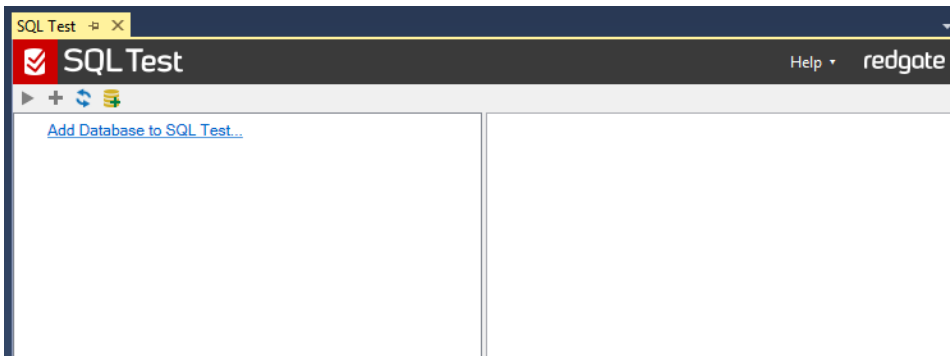 SQL Test
SQL Test
Help
redgate
Add Database to SQL Test...